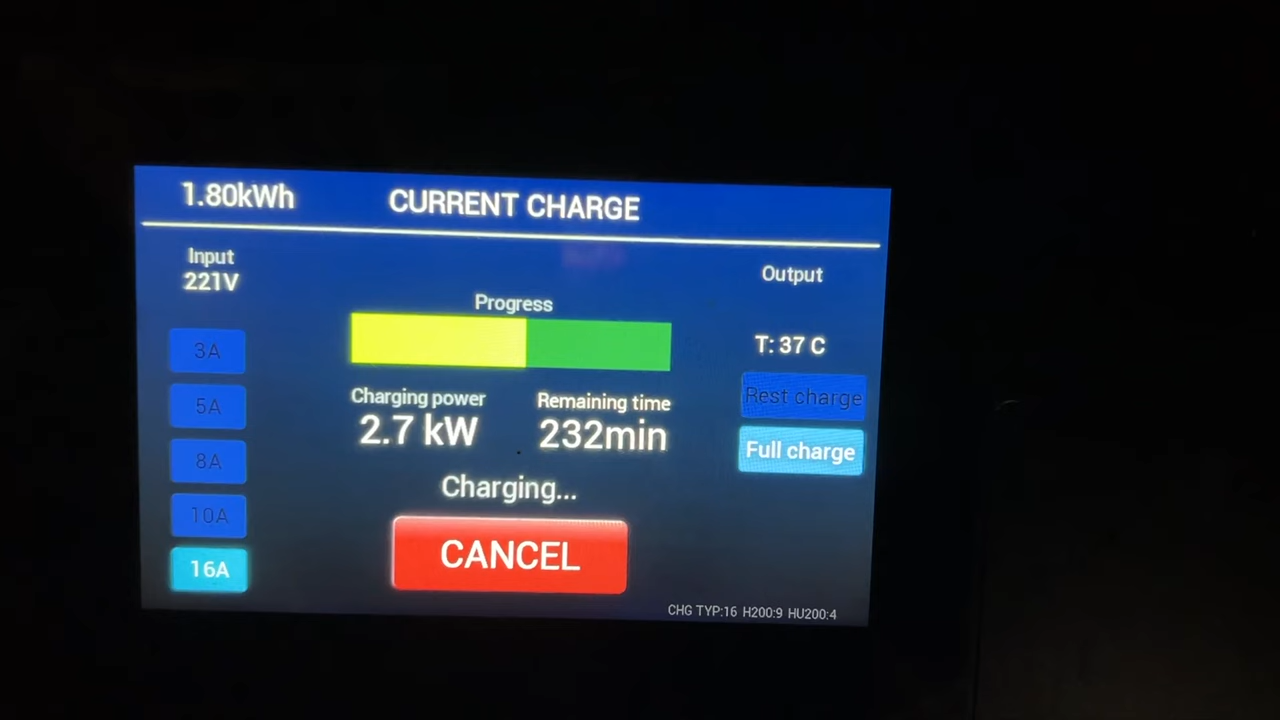 1.80kWh CURRENT CHARGE
Input
221V
Output
Progress
3A
T: 37 C
5A
Rest charge
Charging power
2.7 kW
Remaining time
232min
8A
Full charge
Charging...
10A
CANCEL
16A
CHG TYP:16 H200:9 HU200:4